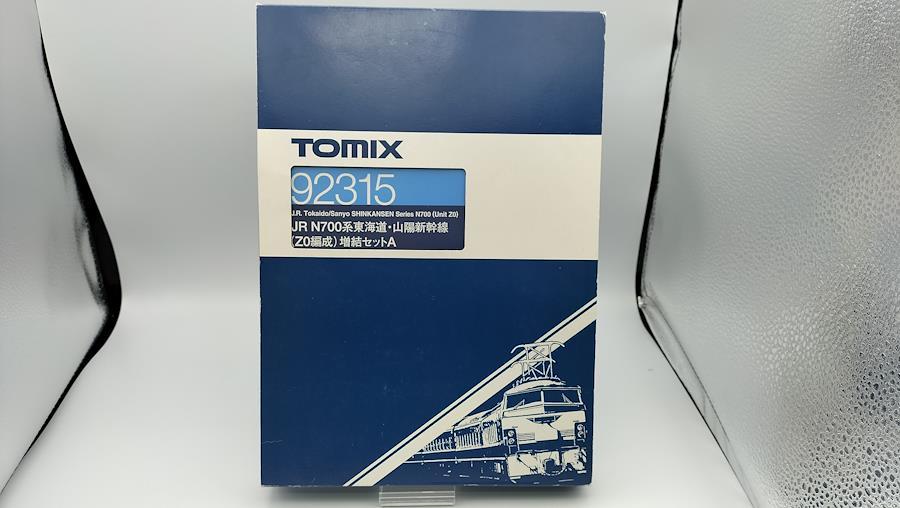 TOMIX
92315
J.R. Tokaido/Sanyo SHINKANSEN Series N700 (Unit Z0)
JR N700系東海道・山陽新幹線
(Z0編成) 増結セットA